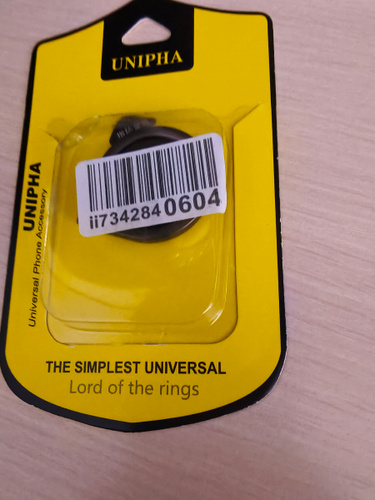 UNIPHA
ii7342840604
UNIPHA
Universal Phone Accessory
THE SIMPLEST UNIVERSAL
Lord of the rings